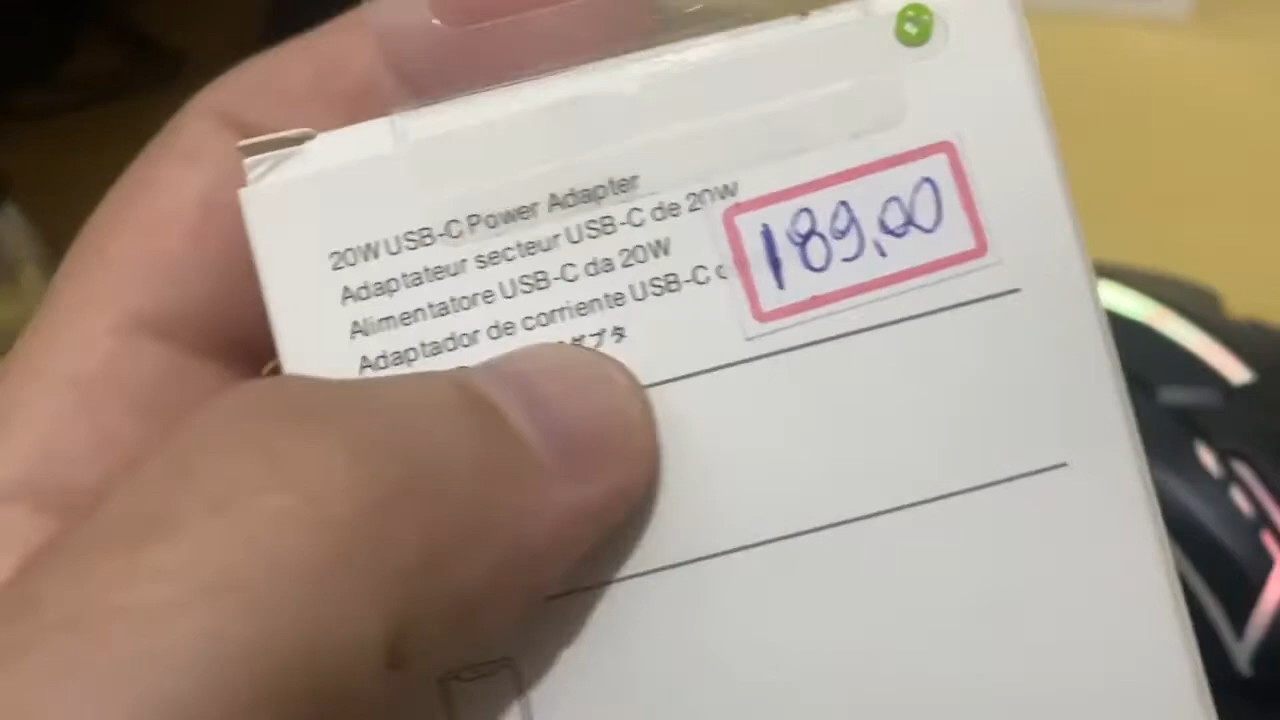 20W USB-C Power Adapter
Adaptateur secteur USB-C de 20W
Alimentatore USB-C da 20W
Adaptador de corriente USB-C
189,00